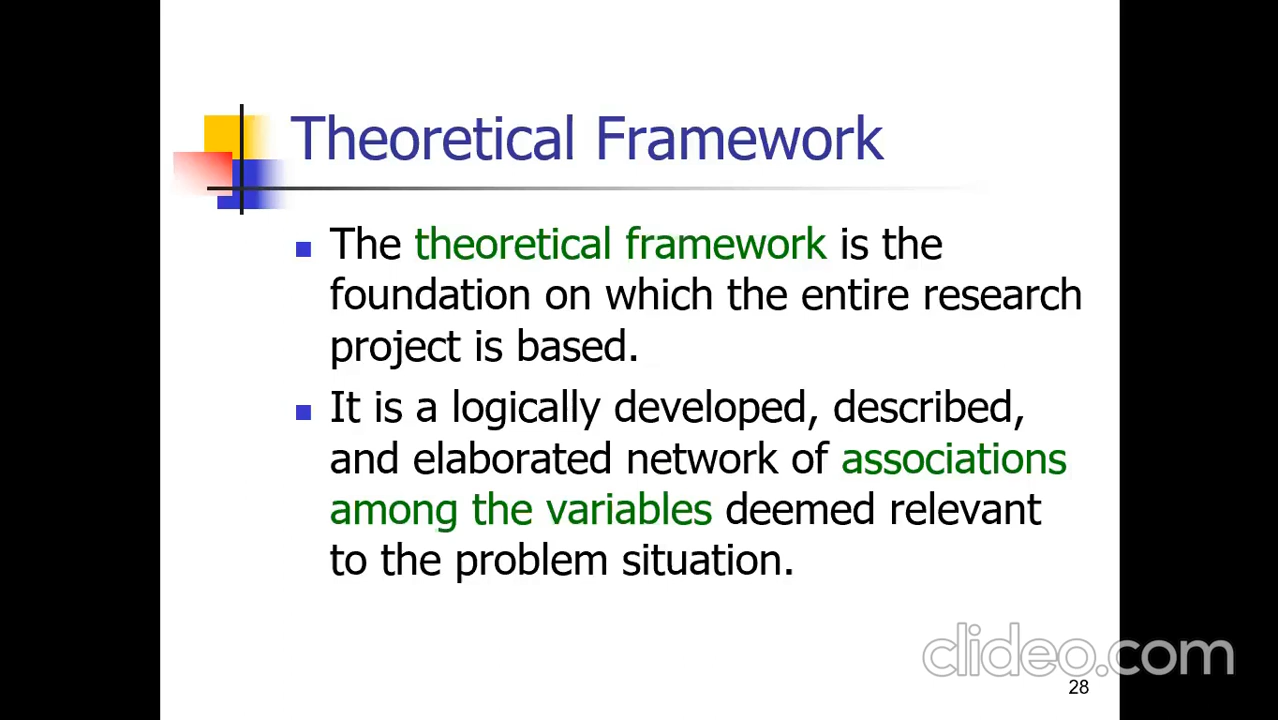 Theoretical Framework
The theoretical framework is the
foundation on which the entire research
project is based.
It is a logically developed, described,
and elaborated network of associations
among the variables deemed relevant
to the problem situation.
clideo.com
28